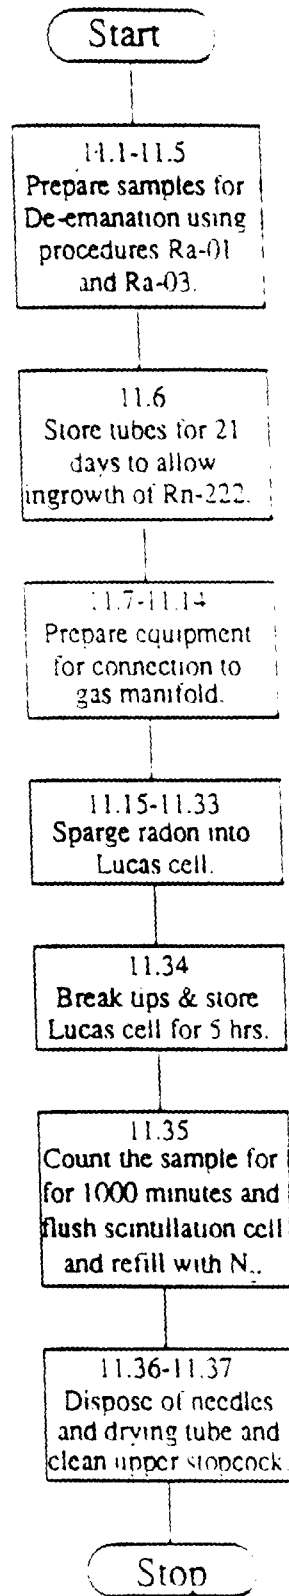 Start
11.1-11.5
Prepare samples for
De-emanation using
procedures Ra-01
and Ra-03.
11.6
Store tubes for 21
days to allow
ingrowth of Rn-222.
11.7-11.14
Prepare equipment
for connection to
gas manifold.
11.15-11.33
Sparge radon into
Lucas cell.
11.34
Break tips & store
Lucas cell for 5 hrs.
11.35
Count the sample for
for 1000 minutes and
flush scintillation cell
and refill with N₂.
11.36-11.37
Dispose of needles
and drying tube and
clean upper stopcock.
Stop